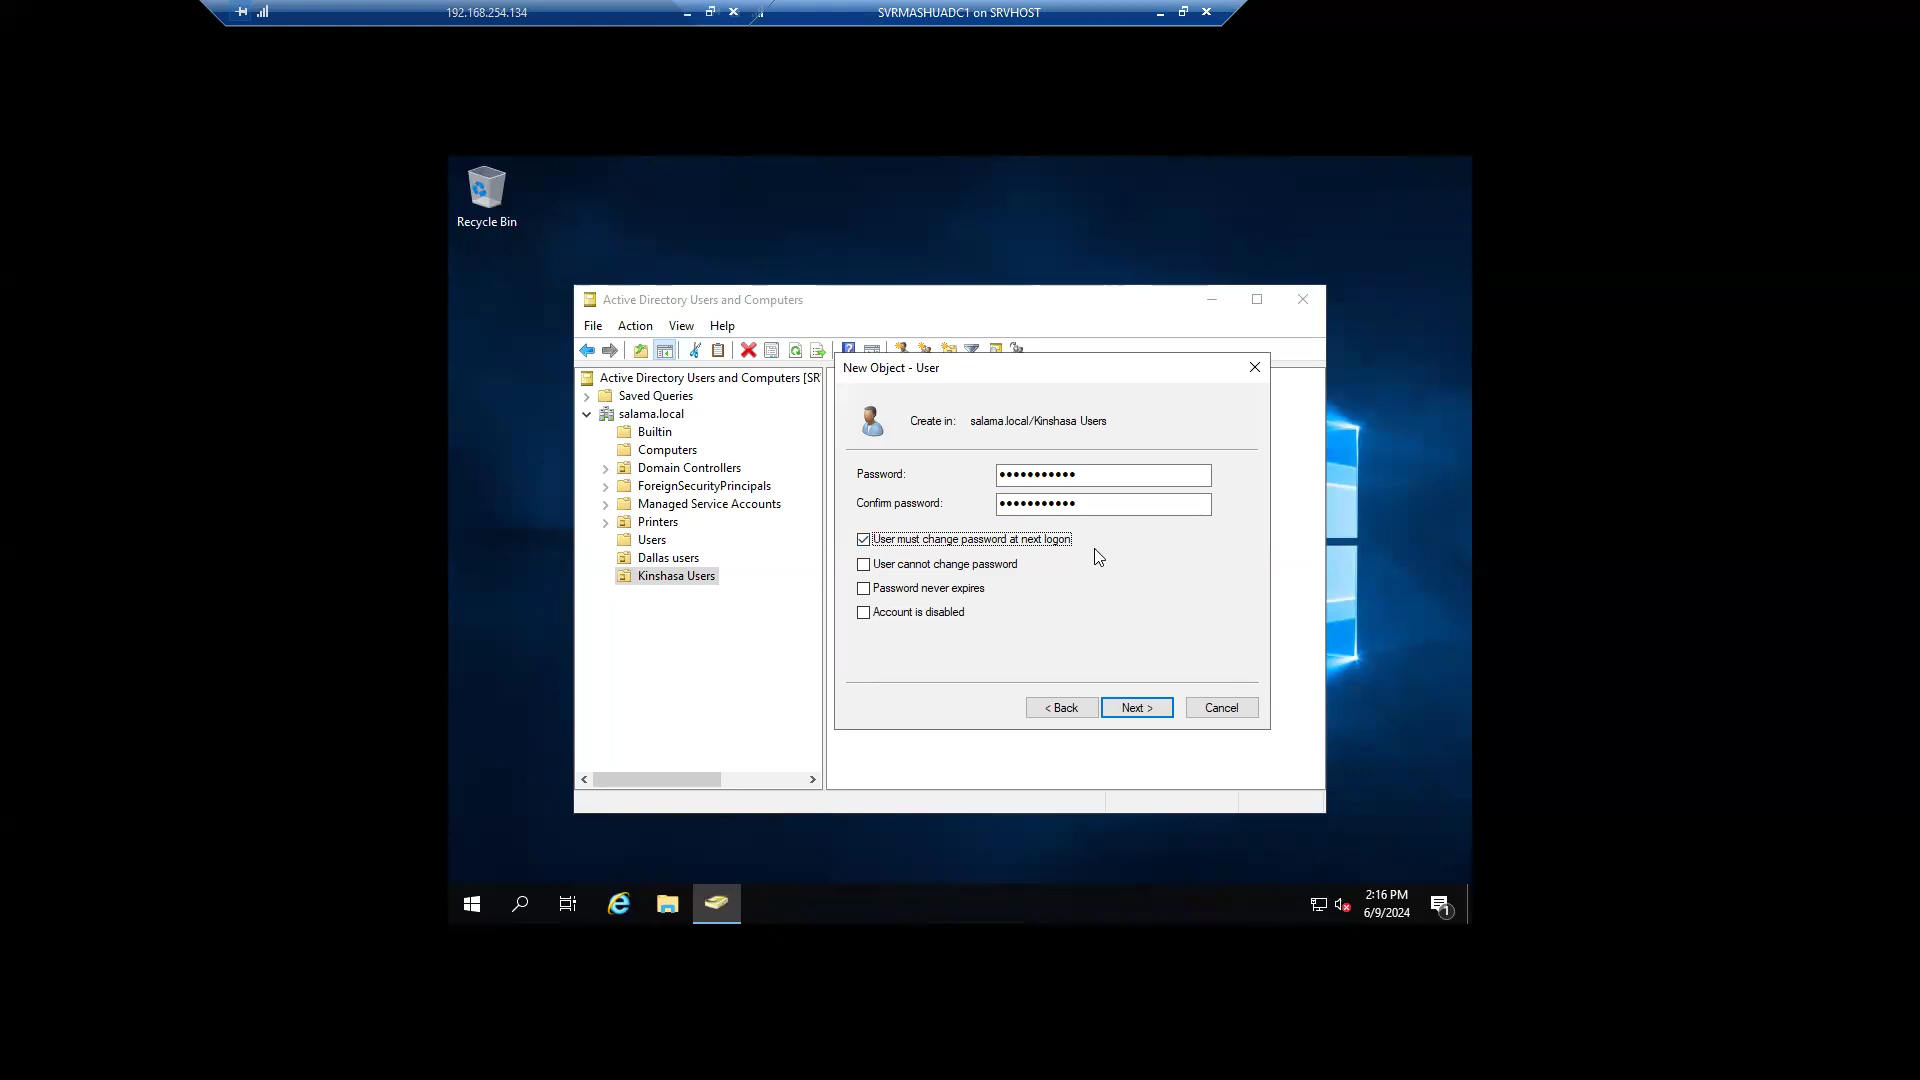 192.168.254.134
SVRMASHUADC1 on SRVHOST
Recycle Bin
Active Directory Users and Computers
File Action View Help
Active Directory Users and Computers [SR
Saved Queries
salama.local
Builtin
Computers
Domain Controllers
ForeignSecurityPrincipals
Managed Service Accounts
Printers
Users
Dallas users
Kinshasa Users
New Object - User
Create in: salama.local/Kinshasa Users
Password: •••••••••••
Confirm password: •••••••••••
User must change password at next logon
User cannot change password
Password never expires
Account is disabled
< Back Next > Cancel
2:16 PM
6/9/2024
1